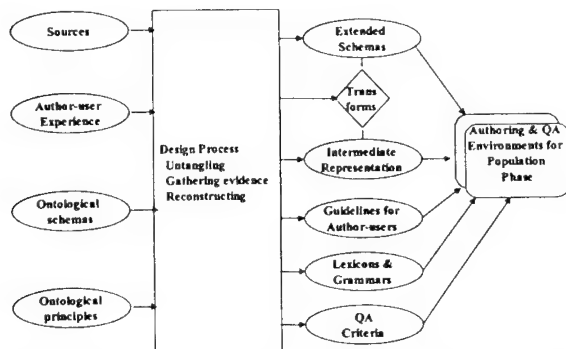 Sources
Author-user
Experience
Ontological schemas
Ontological
principles
Design Process
Untangling
Gathering evidence
Reconstructing
Extended
Schemas
Trans
forms
Intermediate
Representation
Guidelines for
Author-users
Lexicons &
Grammars
QA
Criteria
Authoring & QA
Environments for
Population
Phase